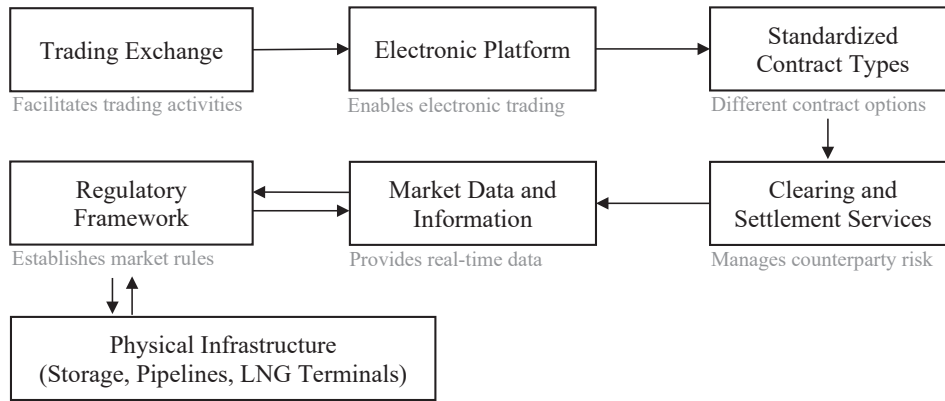 Trading Exchange
Facilitates trading activities
Electronic Platform
Enables electronic trading
Standardized
Contract Types
Different contract options
Regulatory
Framework
Establishes market rules
Market Data and
Information
Provides real-time data
Clearing and
Settlement Services
Manages counterparty risk
Physical Infrastructure
(Storage, Pipelines, LNG Terminals)